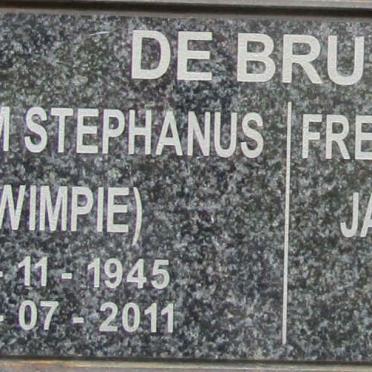 DE BRU
M STEPHANUS
WIMPIE)
- 11 - 1945
- 07 - 2011
FRE
JA